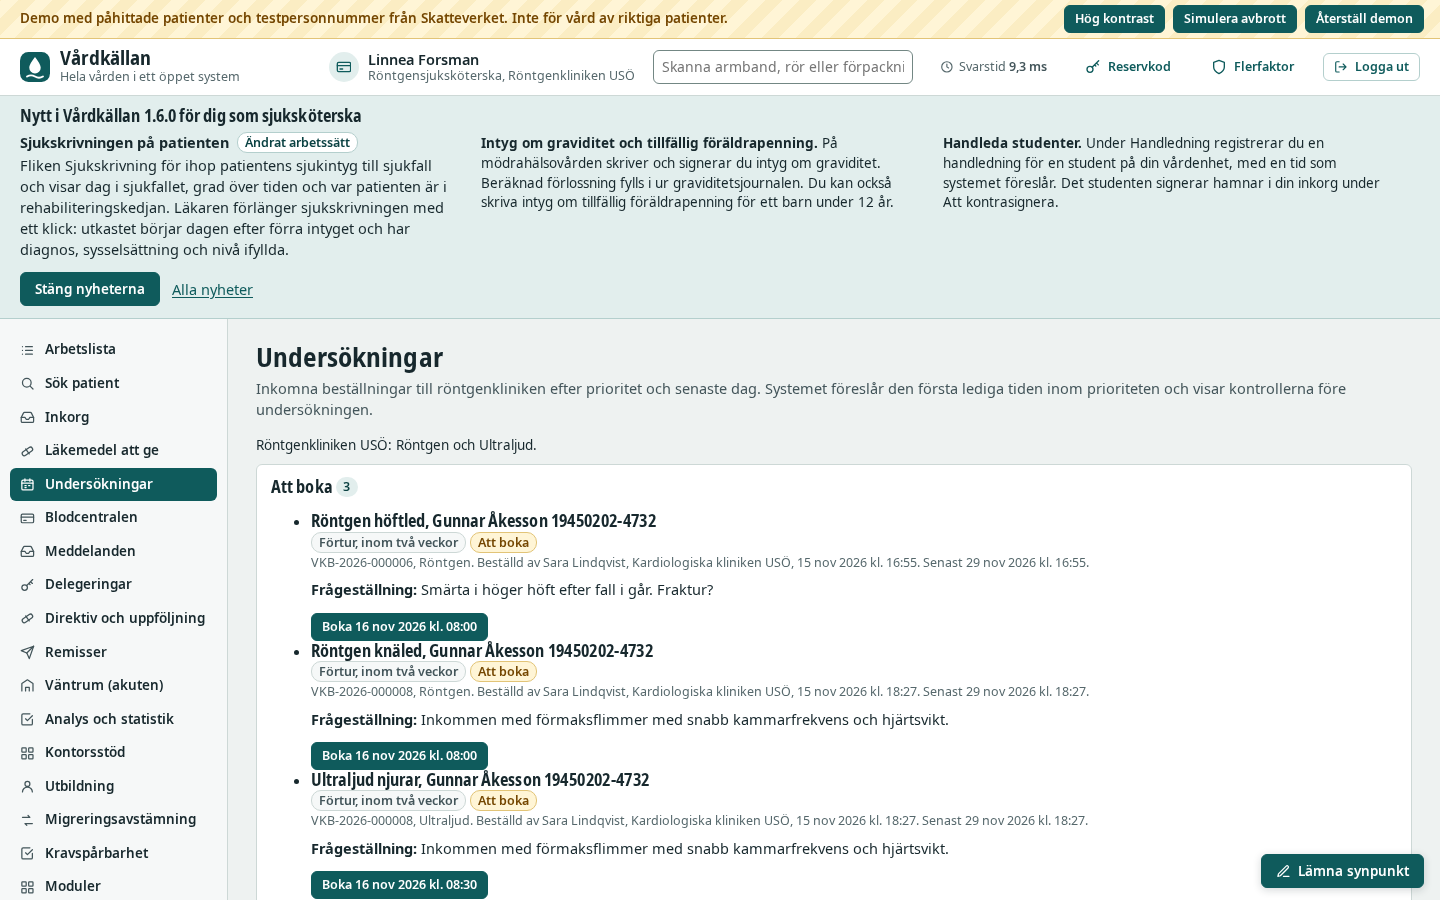 Demo med påhittade patienter och testpersonnummer från Skatteverket. Inte för vård av riktiga patienter.
Hög kontrast
Simulera avbrott
Återställ demon
Vårdkällan
Hela vården i ett öppet system
Linnea Forsman
Röntgensjuksköterska, Röntgenkliniken USÖ
Skanna armband, rör eller förpackni
Svarstid 9,3 ms
Reservkod
Flerfaktor
Logga ut
Nytt i Vårdkällan 1.6.0 för dig som sjuksköterska
Sjukskrivningen på patienten Ändrat arbetssätt
Fliken Sjukskrivning för ihop patientens sjukintyg till sjukfall
och visar dag i sjukfallet, grad över tiden och var patienten är i
rehabiliteringskedjan. Läkaren förlänger sjukskrivningen med
ett klick: utkastet börjar dagen efter förra intyget och har
diagnos, sysselsättning och nivå ifyllda.
Intyg om graviditet och tillfällig föräldrapenning. På
mödrahälsovården skriver och signerar du intyg om graviditet.
Beräknad förlossning fylls i ur graviditetsjournalen. Du kan också
skriva intyg om tillfällig föräldrapenning för ett barn under 12 år.
Handleda studenter. Under Handledning registrerar du en
handledning för en student på din vårdenhet, med en tid som
systemet föreslår. Det studenten signerar hamnar i din inkorg under
Att kontrasignera.
Stäng nyheterna
Alla nyheter
Arbetslista
Sök patient
Inkorg
Läkemedel att ge
Undersökningar
Blodcentralen
Meddelanden
Delegeringar
Direktiv och uppföljning
Remisser
Väntrum (akuten)
Analys och statistik
Kontorsstöd
Utbildning
Migreringsavstämning
Kravspårbarhet
Moduler
Undersökningar
Inkomna beställningar till röntgenkliniken efter prioritet och senaste dag. Systemet föreslår den första lediga tiden inom prioriteten och visar kontrollerna före
undersökningen.
Röntgenkliniken USÖ: Röntgen och Ultraljud.
Att boka 3
Röntgen höftled, Gunnar Åkesson 19450202-4732
Förtur, inom två veckor Att boka
VKB-2026-000006, Röntgen. Beställd av Sara Lindqvist, Kardiologiska kliniken USÖ, 15 nov 2026 kl. 16:55. Senast 29 nov 2026 kl. 16:55.
Frågeställning: Smärta i höger höft efter fall i går. Fraktur?
Boka 16 nov 2026 kl. 08:00
Röntgen knäled, Gunnar Åkesson 19450202-4732
Förtur, inom två veckor Att boka
VKB-2026-000008, Röntgen. Beställd av Sara Lindqvist, Kardiologiska kliniken USÖ, 15 nov 2026 kl. 18:27. Senast 29 nov 2026 kl. 18:27.
Frågeställning: Inkommen med förmaksflimmer med snabb kammarfrekvens och hjärtsvikt.
Boka 16 nov 2026 kl. 08:00
Ultraljud njurar, Gunnar Åkesson 19450202-4732
Förtur, inom två veckor Att boka
VKB-2026-000008, Ultraljud. Beställd av Sara Lindqvist, Kardiologiska kliniken USÖ, 15 nov 2026 kl. 18:27. Senast 29 nov 2026 kl. 18:27.
Frågeställning: Inkommen med förmaksflimmer med snabb kammarfrekvens och hjärtsvikt.
Boka 16 nov 2026 kl. 08:30
Lämna synpunkt